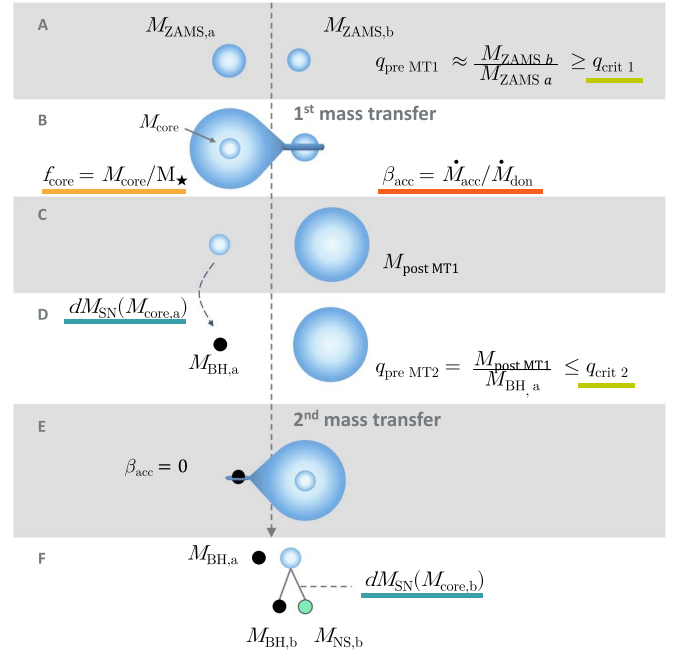 A
M_ZAMS,a
M_ZAMS,b
q_pre MT1 ≈ M_ZAMS b / M_ZAMS a ≥ q_crit 1
B
1st mass transfer
M_core
f_core = M_core/M★
β_acc = Ṁ_acc/Ṁ_don
C
M_post MT1
D
dM_SN(M_core,a)
M_BH,a
q_pre MT2 = M_post MT1 / M_BH, a ≤ q_crit 2
E
2nd mass transfer
β_acc = 0
F
M_BH,a
dM_SN(M_core,b)
M_BH,b
M_NS,b